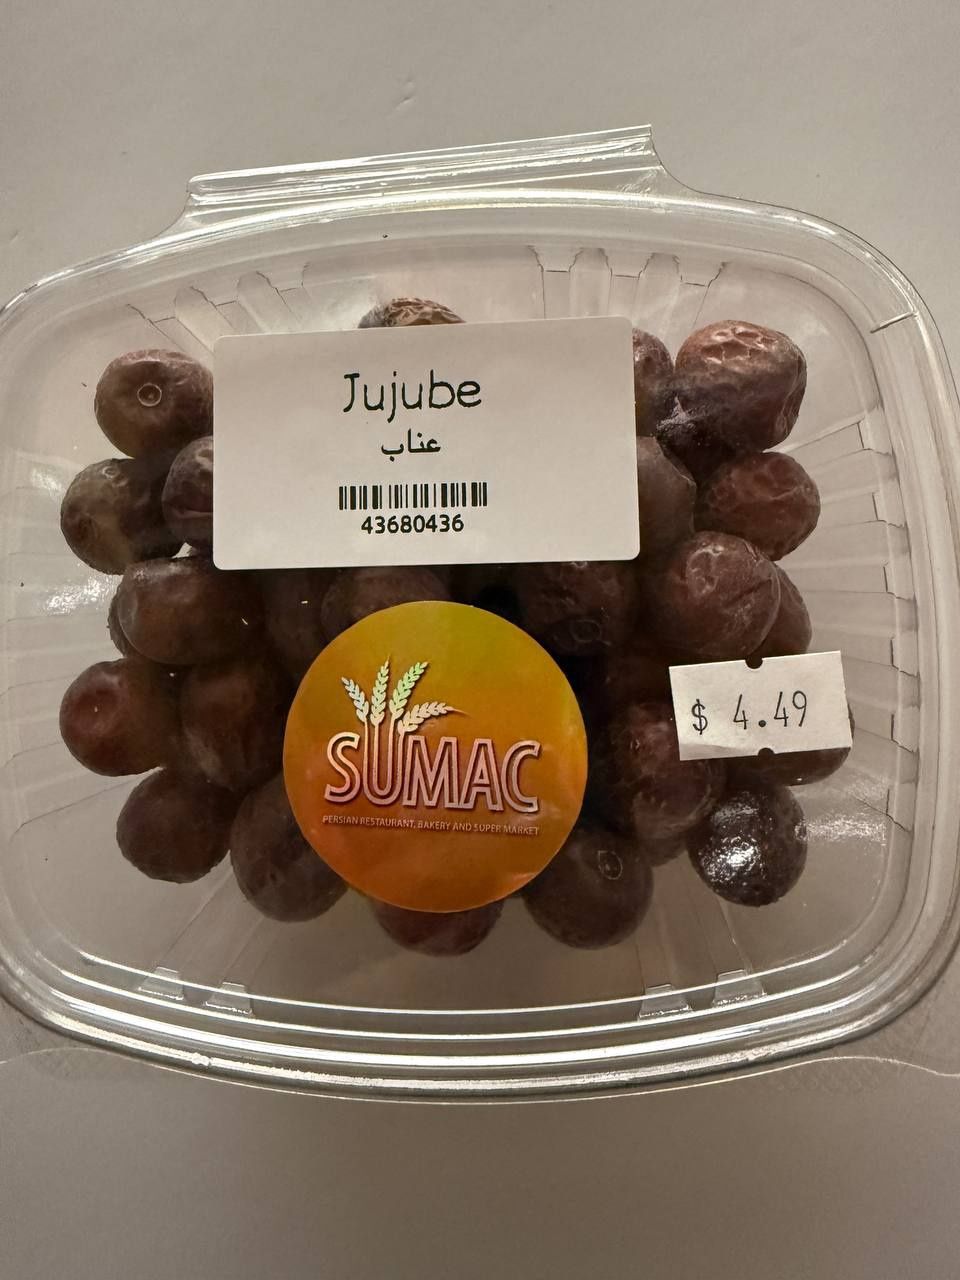 Jujube
عناب
43680436
SUMAC
PERSIAN RESTAURANT, BAKERY AND SUPER MARKET
$ 4.49